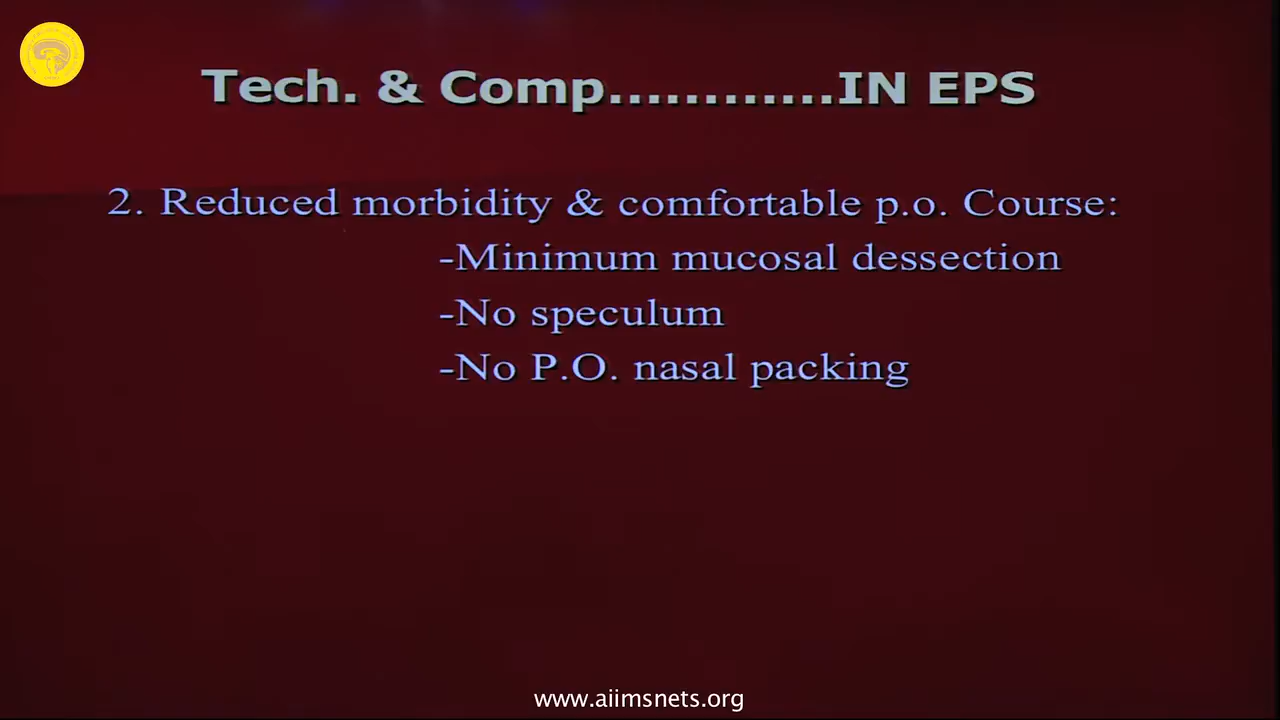 Tech. & Comp............IN EPS
2. Reduced morbidity & comfortable p.o. Course:
-Minimum mucosal dessection
-No speculum
-No P.O. nasal packing
www.aiimsnets.org